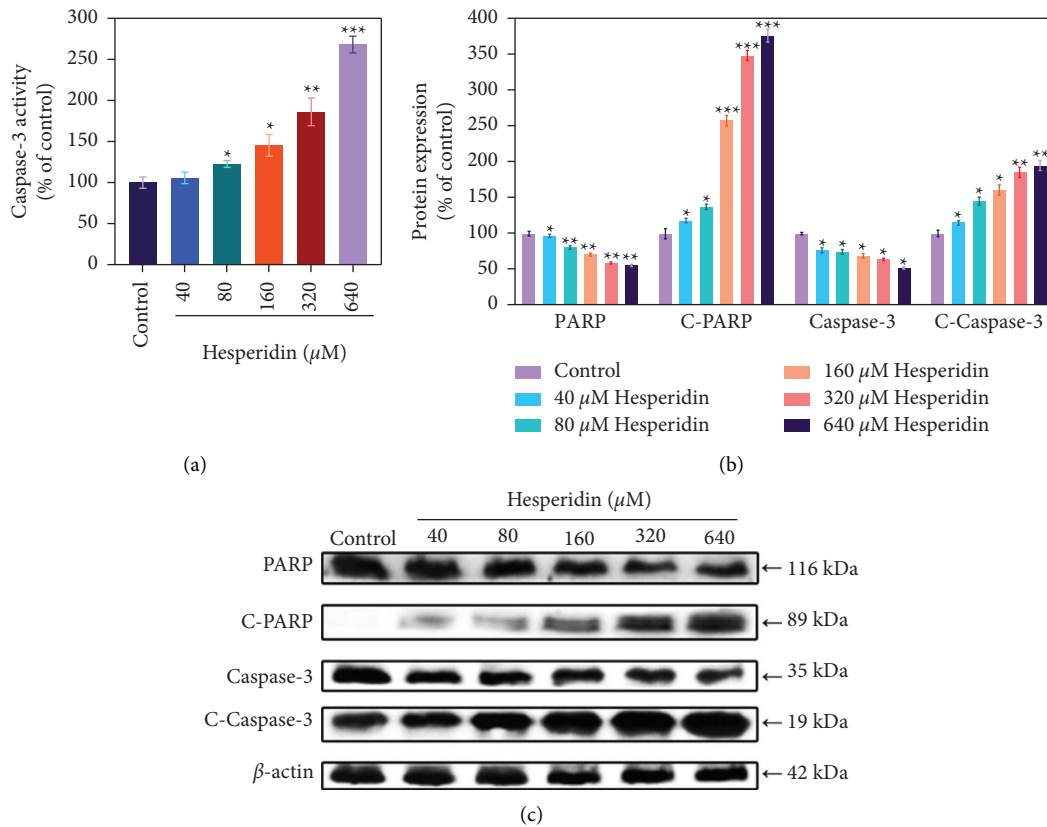 300
250
200
150
100
50
0
Caspase-3 activity
(% of control)
*
*
**
***
Control
40
80
160
320
640
Hesperidin (µM)
(a)
400
350
300
250
200
150
100
50
0
Protein expression
(% of control)
*
**
**
**
**
*
*
***
***
***
*
*
*
*
*
*
*
*
**
**
PARP
C-PARP
Caspase-3
C-Caspase-3
Control
40 µM Hesperidin
80 µM Hesperidin
160 µM Hesperidin
320 µM Hesperidin
640 µM Hesperidin
(b)
Hesperidin (µM)
Control 40 80 160 320 640
PARP ← 116 kDa
C-PARP ← 89 kDa
Caspase-3 ← 35 kDa
C-Caspase-3 ← 19 kDa
β-actin ← 42 kDa
(c)